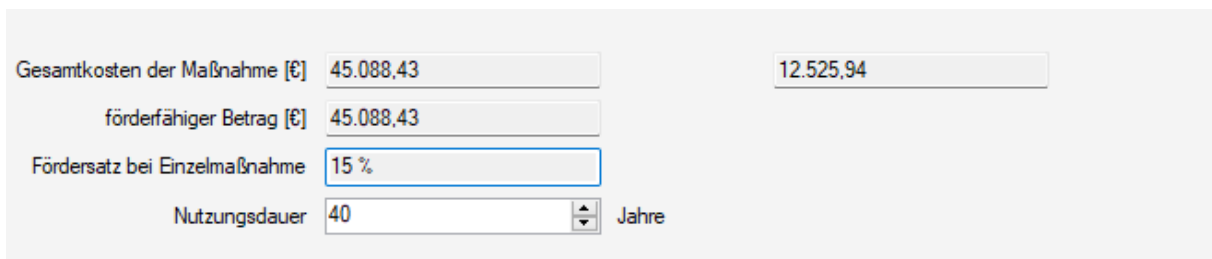 Gesamtkosten der Maßnahme [€] 45.088,43 12.525,94
förderfähiger Betrag [€] 45.088,43
Fördersatz bei Einzelmaßnahme 15 %
Nutzungsdauer 40 Jahre